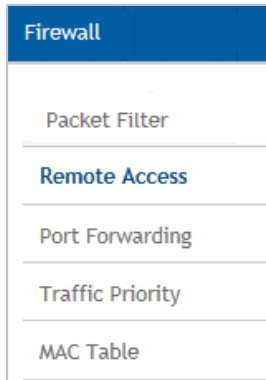 Firewall
Packet Filter
Remote Access
Port Forwarding
Traffic Priority
MAC Table